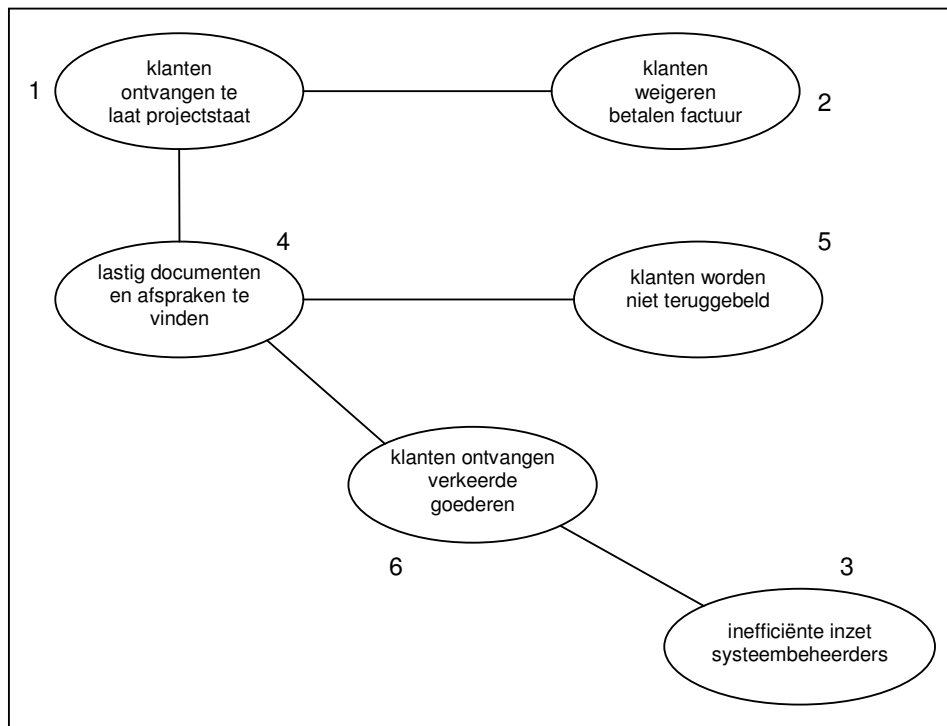 1
klanten
ontvangen te
laat projectstaat
klanten
weigeren
betalen factuur
2
4
lastig documenten
en afspraken te
vinden
5
klanten worden
niet teruggebeld
klanten ontvangen
verkeerde
goederen
6
3
inefficiënte inzet
systeembeheerders